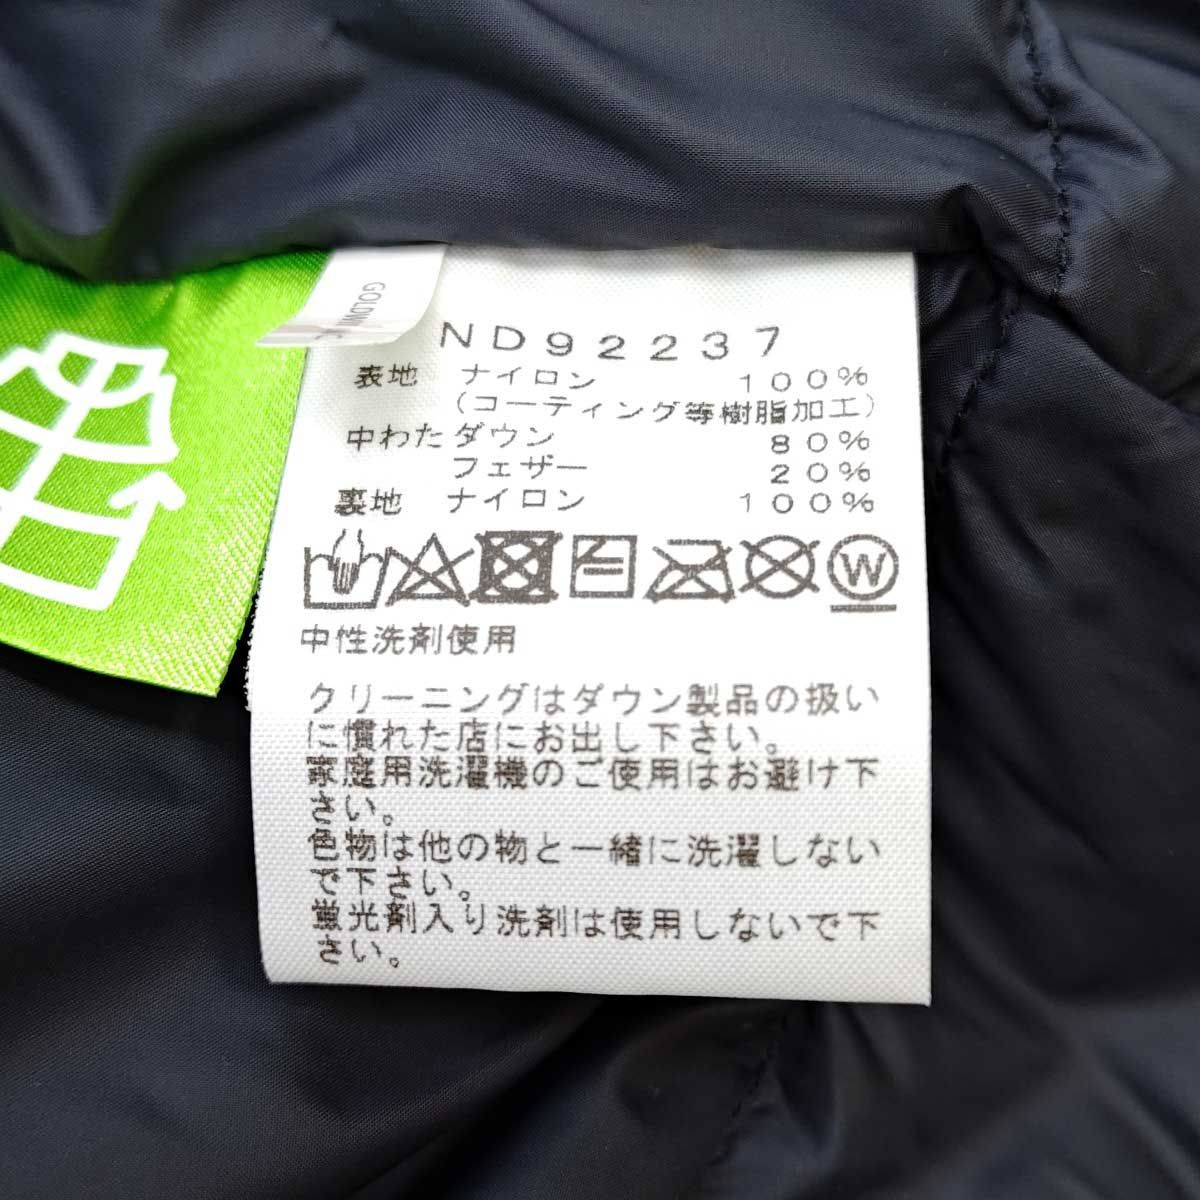 GOLDWI
ND92237
表地 ナイロン 100%
(コーティング等樹脂加工)
中わた ダウン 80%
フェザー 20%
裏地 ナイロン 100%
W
中性洗剤使用
クリーニングはダウン製品の扱い
に慣れた店にお出し下さい。
家庭用洗濯機のご使用はお避け下
さい。
色物は他の物と一緒に洗濯しない
で下さい。
蛍光剤入り洗剤は使用しないで下
さい。